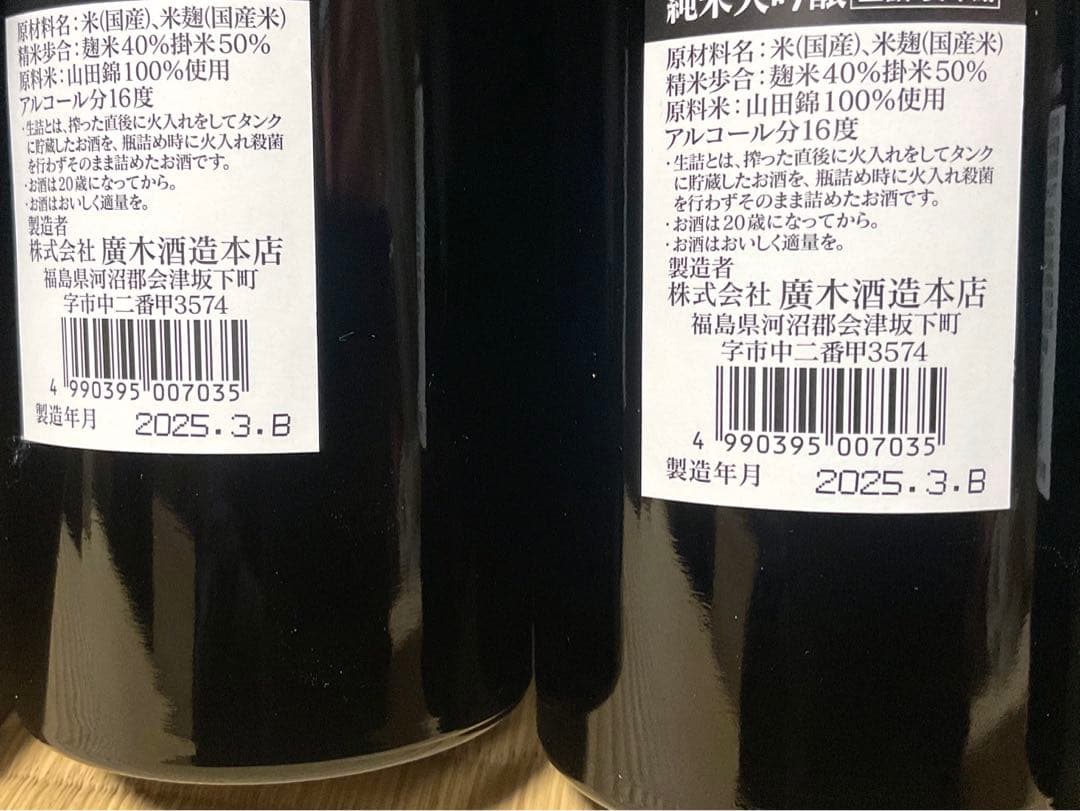 原材料名：米(国産)、米麹(国産米)
精米歩合：麹米40%掛米50%
原料米：山田錦100%使用
アルコール分16度
・生詰とは、搾った直後に火入れをしてタンク
に貯蔵したお酒を、瓶詰め時に火入れ殺菌
を行わずそのまま詰めたお酒です。
・お酒は20歳になってから。
・お酒はおいしく適量を。
製造者
株式会社 廣木酒造本店
福島県河沼郡会津坂下町
字市中二番甲3574
4 990395 007035
製造年月 2025.3.B
純米大吟醸
原材料名：米(国産)、米麹(国産米)
精米歩合：麹米40%掛米50%
原料米：山田錦100%使用
アルコール分16度
・生詰とは、搾った直後に火入れをしてタンク
に貯蔵したお酒を、瓶詰め時に火入れ殺菌
を行わずそのまま詰めたお酒です。
・お酒は20歳になってから。
・お酒はおいしく適量を。
製造者
株式会社 廣木酒造本店
福島県河沼郡会津坂下町
字市中二番甲3574
4 990395 007035
製造年月 2025.3.B